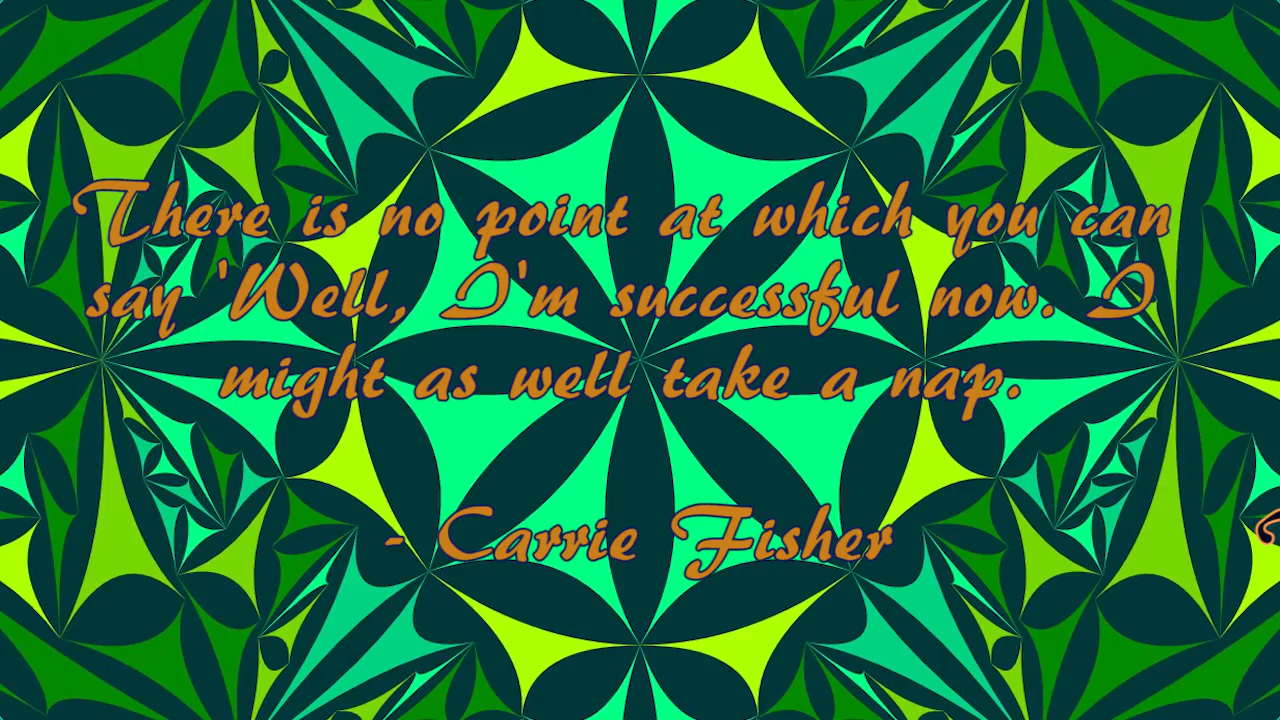 There is no point at which you can
say 'Well, I'm successful now. I
might as well take a nap.
- Carrie Fisher